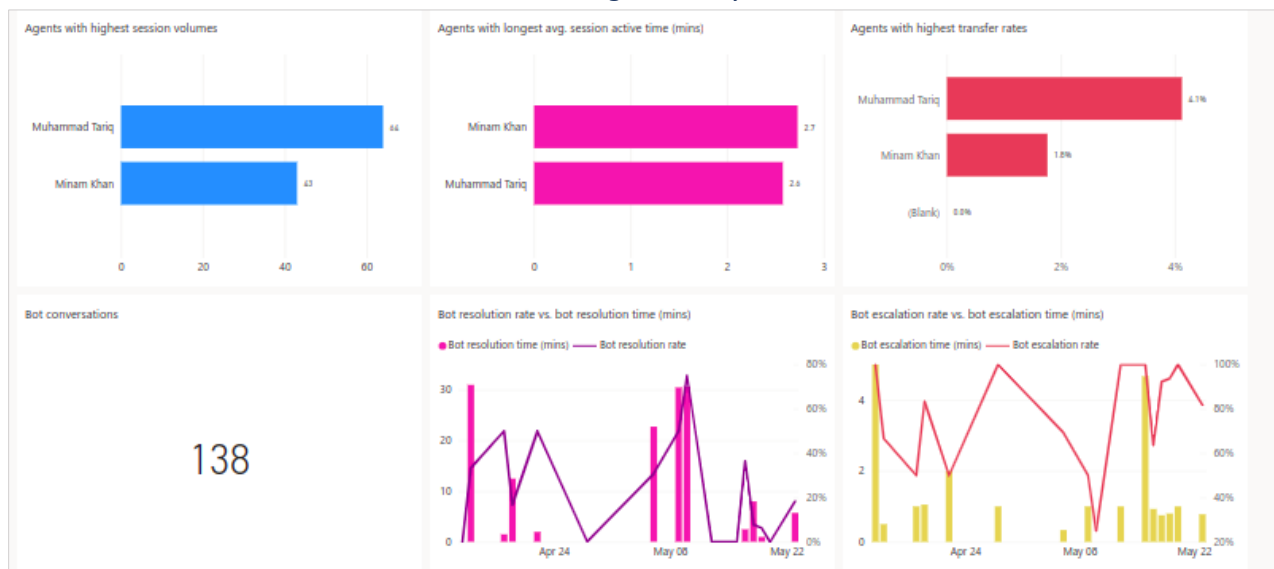 Agents with highest session volumes
Muhammad Tariq
64
Minam Khan
43
0 20 40 60
Agents with longest avg. session active time (mins)
Minam Khan
2.7
Muhammad Tariq
2.6
0 1 2 3
Agents with highest transfer rates
Muhammad Tariq
4.1%
Minam Khan
1.8%
(Blank)
0.0%
0% 2% 4%
Bot conversations
138
Bot resolution rate vs. bot resolution time (mins)
Bot resolution time (mins) Bot resolution rate
30
20
10
0
80%
60%
40%
20%
0%
Apr 24 May 08 May 22
Bot escalation rate vs. bot escalation time (mins)
Bot escalation time (mins) Bot escalation rate
4
2
0
100%
80%
60%
40%
20%
Apr 24 May 08 May 22